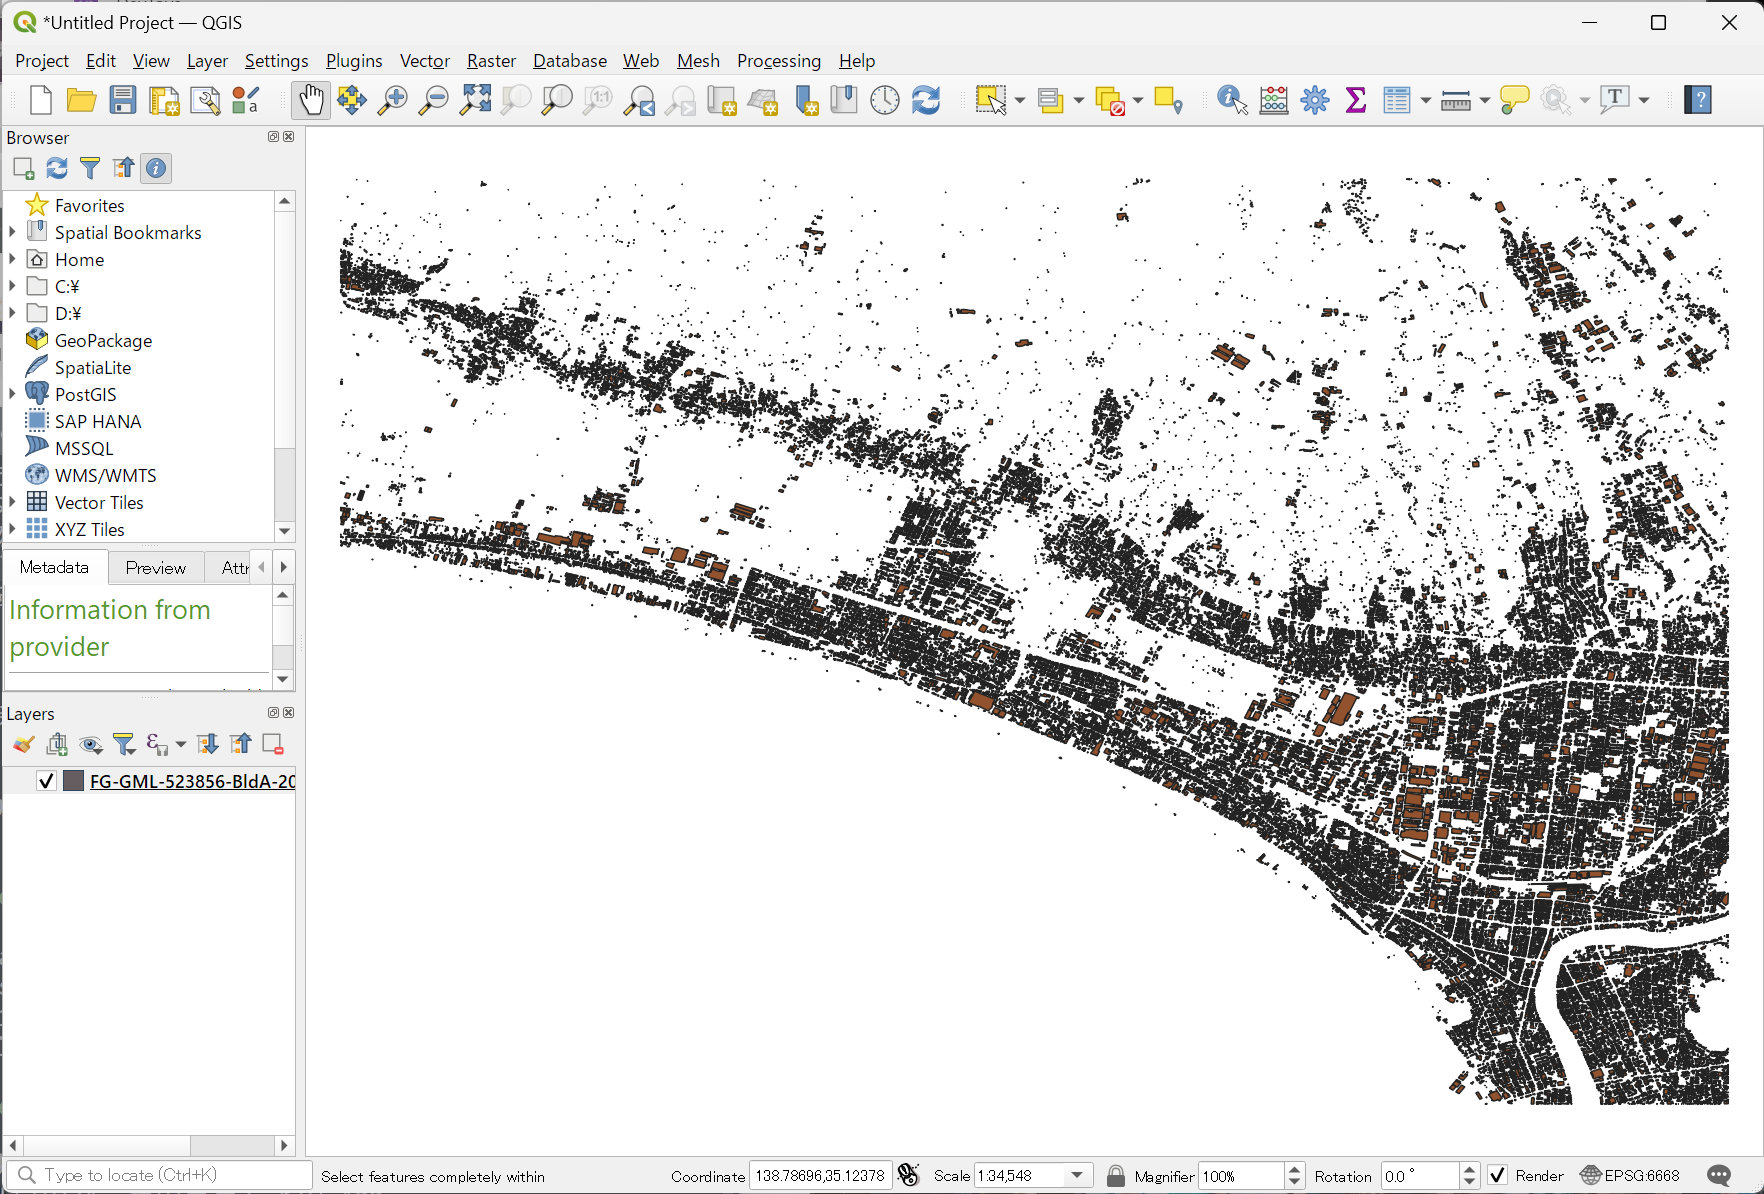 *Untitled Project — QGIS
Project Edit View Layer Settings Plugins Vector Raster Database Web Mesh Processing Help
Browser
Favorites
Spatial Bookmarks
Home
C:¥
D:¥
GeoPackage
SpatiaLite
PostGIS
SAP HANA
MSSQL
WMS/WMTS
Vector Tiles
XYZ Tiles
Metadata Preview Attr
Information from
provider
Layers
FG-GML-523856-BldA-20
Type to locate (Ctrl+K) Select features completely within Coordinate 138.78696,35.12378 Scale 1:34,548 Magnifier 100% Rotation 0.0 ° Render EPSG:6668